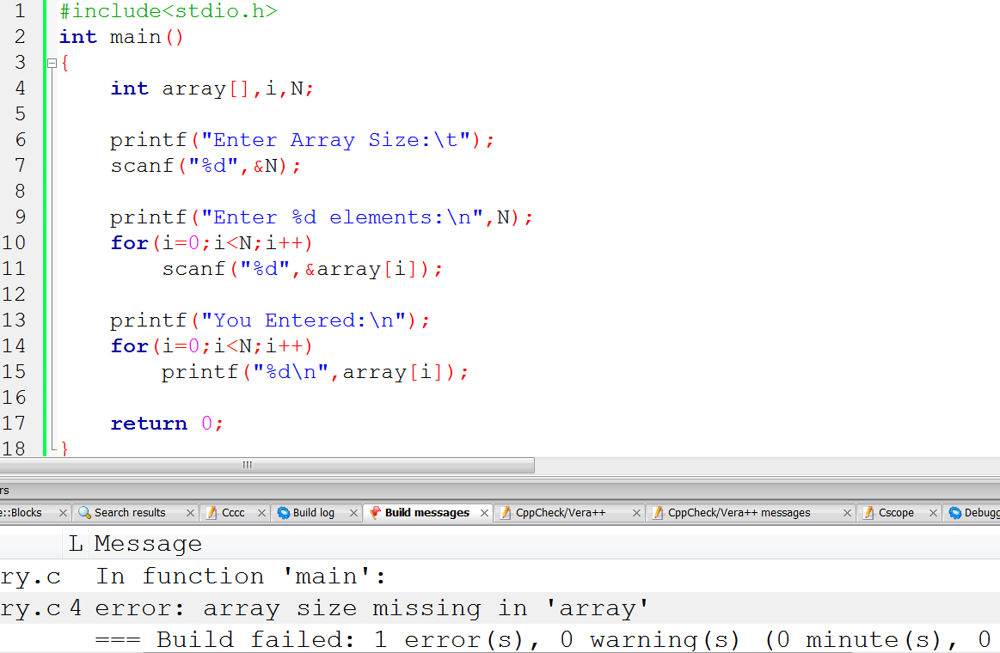 1 #include<stdio.h>
2 int main()
3 {
4 int array[],i,N;
5
6 printf("Enter Array Size:\t");
7 scanf("%d",&N);
8
9 printf("Enter %d elements:\n",N);
10 for(i=0;i<N;i++)
11 scanf("%d",&array[i]);
12
13 printf("You Entered:\n");
14 for(i=0;i<N;i++)
15 printf("%d\n",array[i]);
16
17 return 0;
18 }
rs
e::Blocks Search results Cccc Build log Build messages CppCheck/Vera++ CppCheck/Vera++ messages Cscope Debugg
L Message
ry.c In function 'main':
ry.c 4 error: array size missing in 'array'
=== Build failed: 1 error(s), 0 warning(s) (0 minute(s), 0